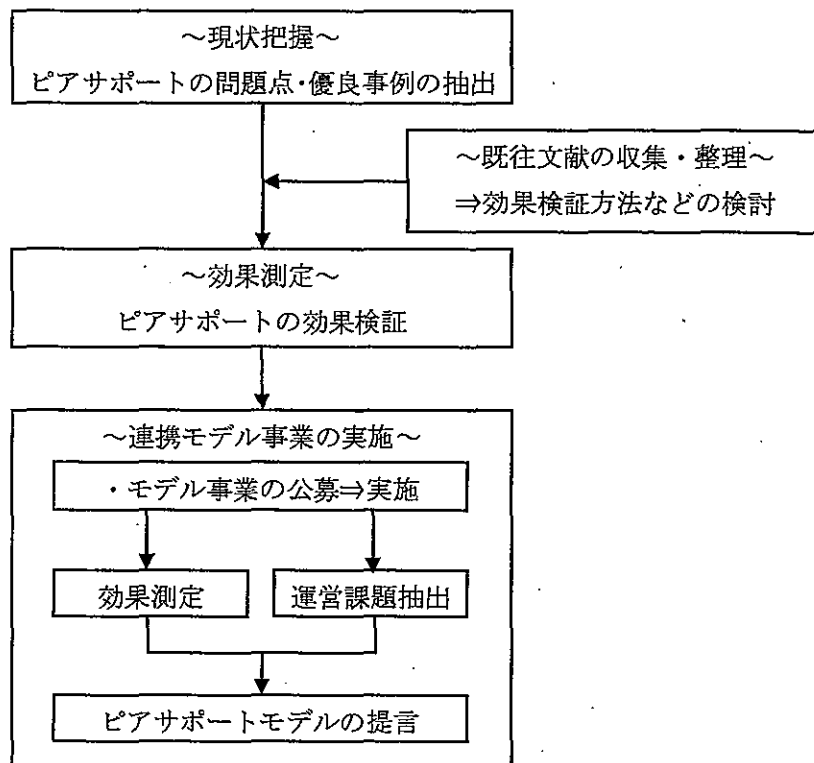 ～現状把握～
ピアサポートの問題点・優良事例の抽出
～既往文献の収集・整理～
⇒効果検証方法などの検討
～効果測定～
ピアサポートの効果検証
～連携モデル事業の実施～
・モデル事業の公募⇒実施
効果測定
運営課題抽出
ピアサポートモデルの提言